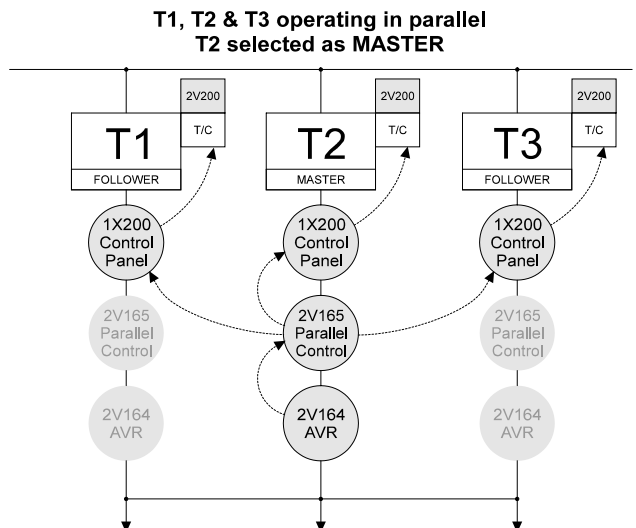 T1, T2 & T3 operating in parallel
T2 selected as MASTER
2V200
2V200
2V200
T1
T/C
T2
T/C
T3
T/C
FOLLOWER
MASTER
FOLLOWER
1X200
Control
Panel
1X200
Control
Panel
1X200
Control
Panel
2V165
Parallel
Control
2V165
Parallel
Control
2V165
Parallel
Control
2V164
AVR
2V164
AVR
2V164
AVR